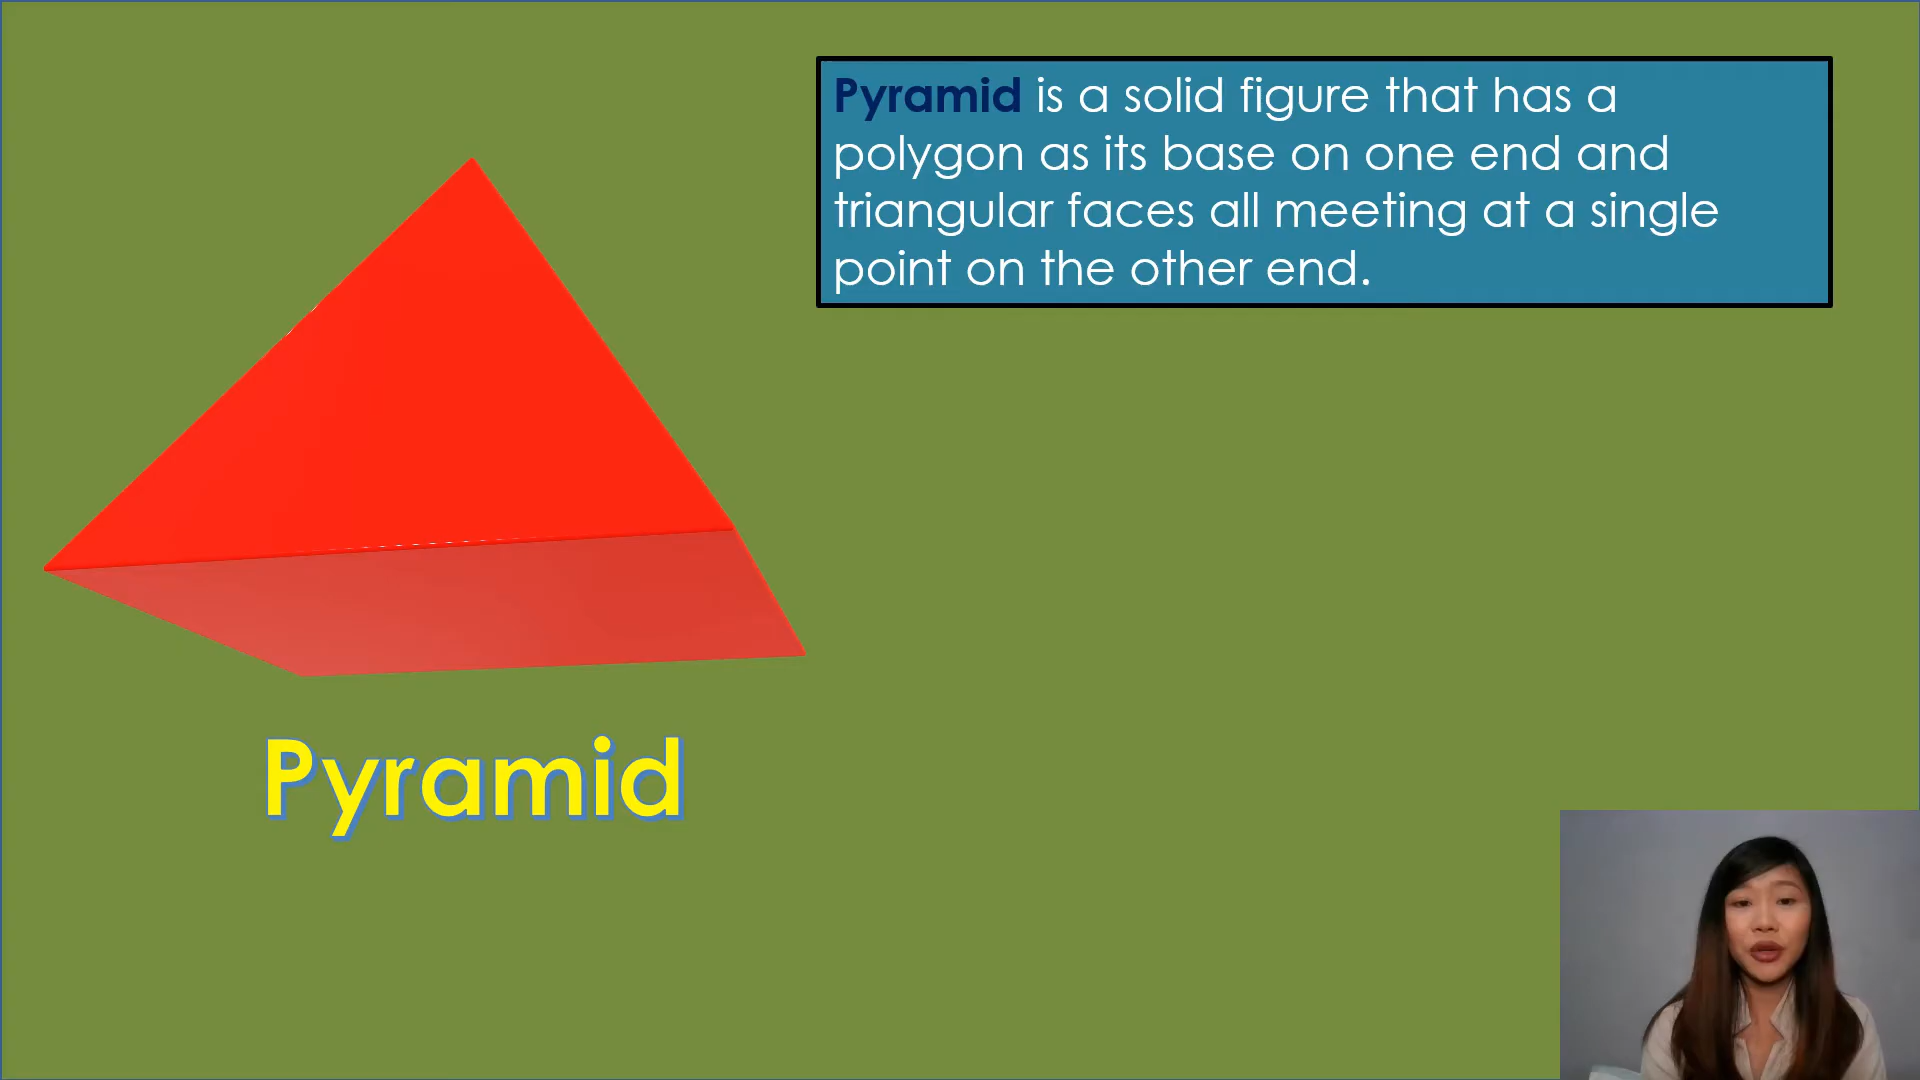 Pyramid is a solid figure that has a
polygon as its base on one end and
triangular faces all meeting at a single
point on the other end.
Pyramid